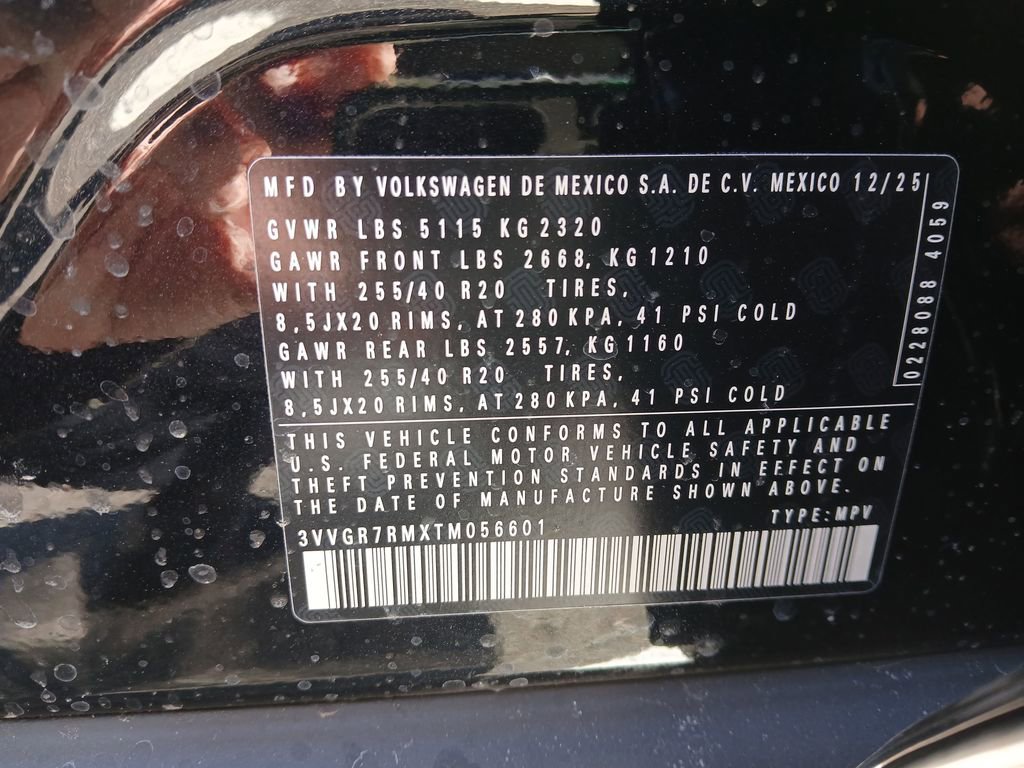 MFD BY VOLKSWAGEN DE MEXICO S.A. DE C.V. MEXICO 12/25
GVWR LBS 5115 KG 2320
GAWR FRONT LBS 2668, KG 1210
WITH 255/40 R20 TIRES,
8,5JX20 RIMS, AT 280 KPA, 41 PSI COLD
GAWR REAR LBS 2557, KG 1160
WITH 255/40 R20 TIRES,
8,5JX20 RIMS, AT 280 KPA, 41 PSI COLD
0228088 4059
THIS VEHICLE CONFORMS TO ALL APPLICABLE
U.S. FEDERAL MOTOR VEHICLE SAFETY AND
THEFT PREVENTION STANDARDS IN EFFECT ON
THE DATE OF MANUFACTURE SHOWN ABOVE.
3VVGR7RMXTM056601
TYPE: MPV